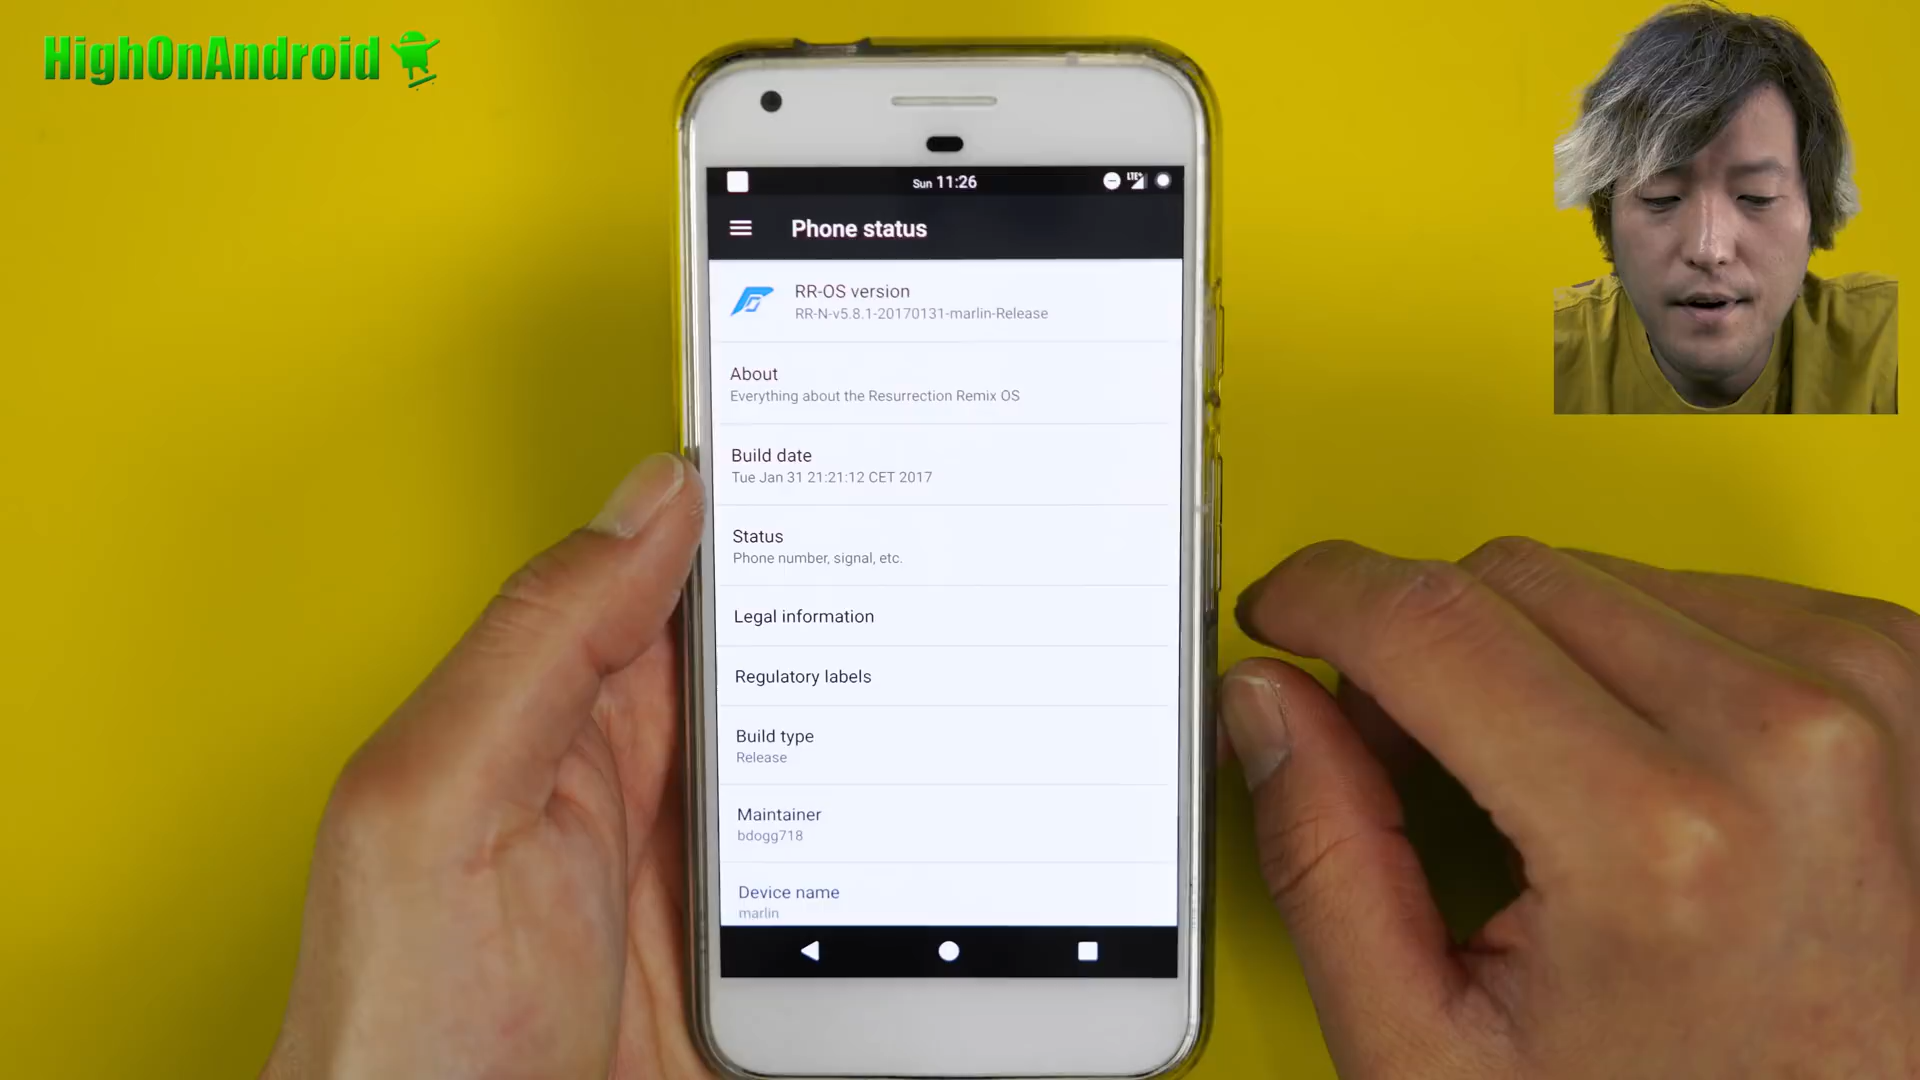 HighOnAndroid
Sun 11:26
LTE+
Phone status
RR-OS version
RR-N-v5.8.1-20170131-marlin-Release
About
Everything about the Resurrection Remix OS
Build date
Tue Jan 31 21:21:12 CET 2017
Status
Phone number, signal, etc.
Legal information
Regulatory labels
Build type
Release
Maintainer
bdogg718
Device name
marlin